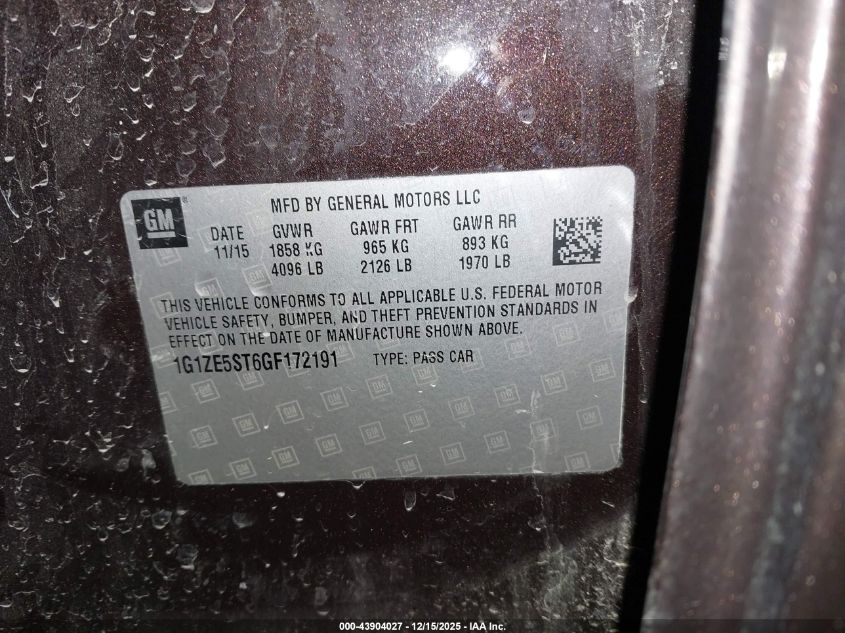 GM
MFD BY GENERAL MOTORS LLC
DATE GVWR GAWR FRT GAWR RR
11/15 1858 KG 965 KG 893 KG
4096 LB 2126 LB 1970 LB
THIS VEHICLE CONFORMS TO ALL APPLICABLE U.S. FEDERAL MOTOR
VEHICLE SAFETY, BUMPER, AND THEFT PREVENTION STANDARDS IN
EFFECT ON THE DATE OF MANUFACTURE SHOWN ABOVE.
1G1ZE5ST6GF172191 TYPE: PASS CAR
000-43904027 - 12/15/2025 - IAA Inc.